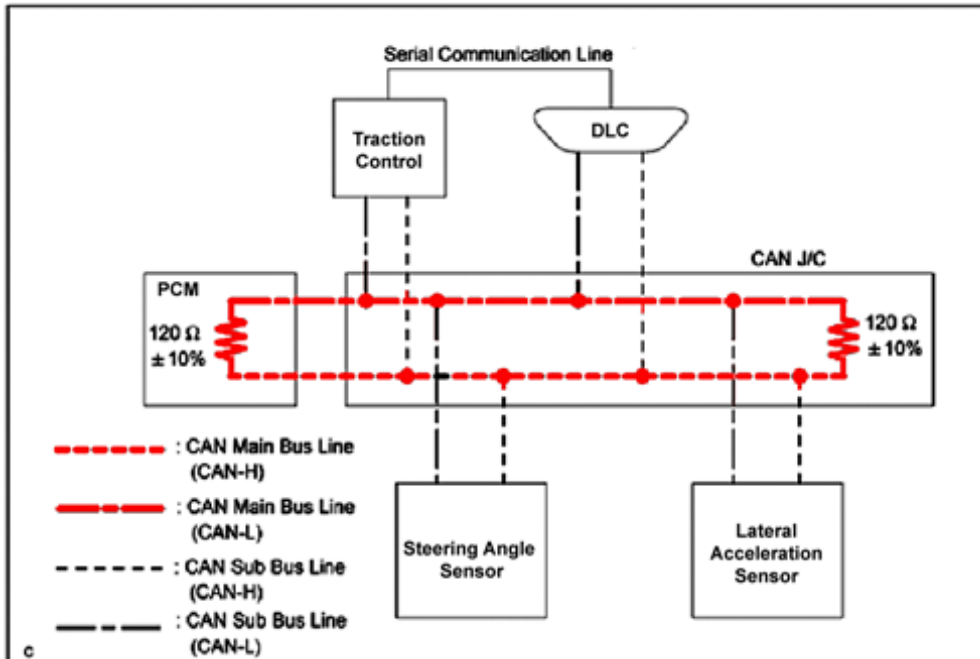 Serial Communication Line
Traction
Control
DLC
CAN J/C
PCM
120 Ω
± 10%
120 Ω
± 10%
: CAN Main Bus Line
(CAN-H)
: CAN Main Bus Line
(CAN-L)
: CAN Sub Bus Line
(CAN-H)
: CAN Sub Bus Line
(CAN-L)
Steering Angle
Sensor
Lateral
Acceleration
Sensor
c